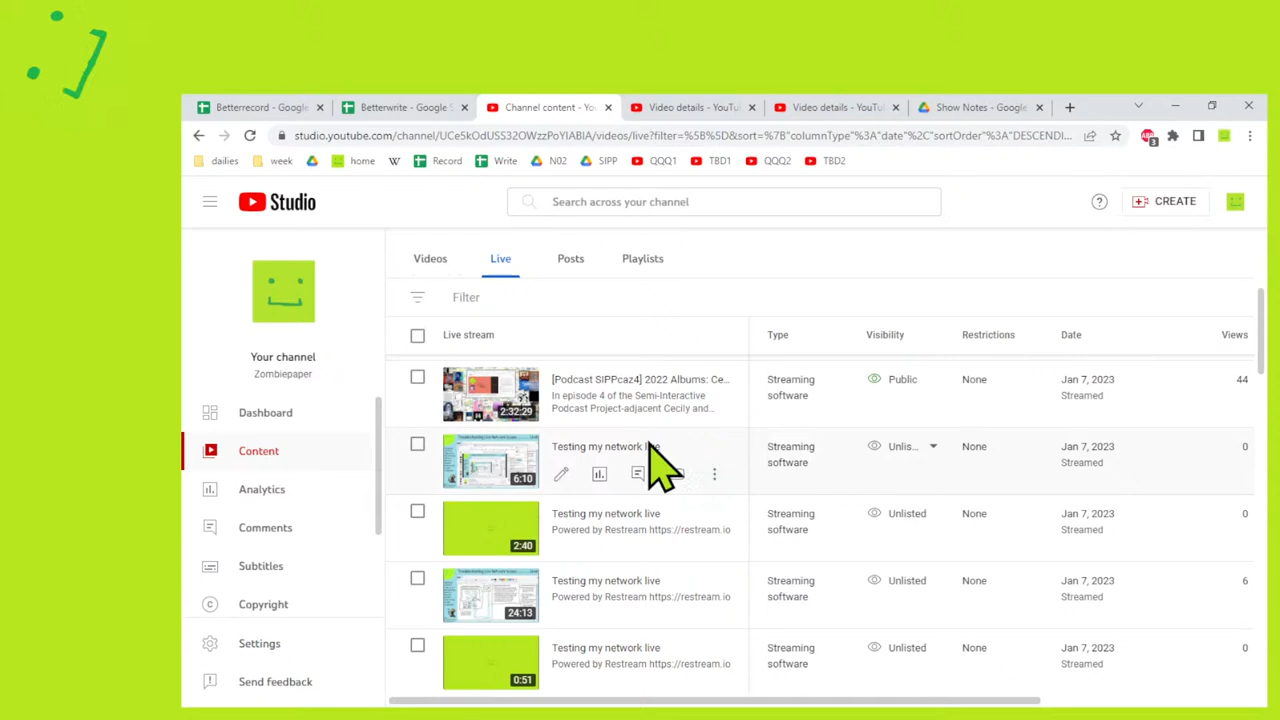 Betterrecord - Google
Betterwrite - Google S
Channel content - You
Video details - YouTu
Video details - YouTu
Show Notes - Google
studio.youtube.com/channel/UCe5kOdUSS32OWzzPoYIABIA/videos/live?filter=%5B%5D&sort=%7B"columnType"%3A"date"%2C"sortOrder"%3A"DESCENDI...
3
dailies
week
home
Record
Write
N02
SIPP
QQQ1
TBD1
QQQ2
TBD2
Studio
Search across your channel
CREATE
Your channel
Zombiepaper
Dashboard
Content
Analytics
Comments
Subtitles
Copyright
Settings
Send feedback
Videos
Live
Posts
Playlists
Filter
Live stream
Type
Visibility
Restrictions
Date
Views
2:32:29
[Podcast SIPPcaz4] 2022 Albums: Ce...
In episode 4 of the Semi-Interactive
Podcast Project-adjacent Cecily and...
Streaming
software
Public
None
Jan 7, 2023
Streamed
44
6:10
Testing my network live
Streaming
software
Unlis...
None
Jan 7, 2023
Streamed
0
2:40
Testing my network live
Powered by Restream https://restream.io
Streaming
software
Unlisted
None
Jan 7, 2023
Streamed
0
24:13
Testing my network live
Powered by Restream https://restream.io
Streaming
software
Unlisted
None
Jan 7, 2023
Streamed
6
0:51
Testing my network live
Powered by Restream https://restream.io
Streaming
software
Unlisted
None
Jan 7, 2023
Streamed
0